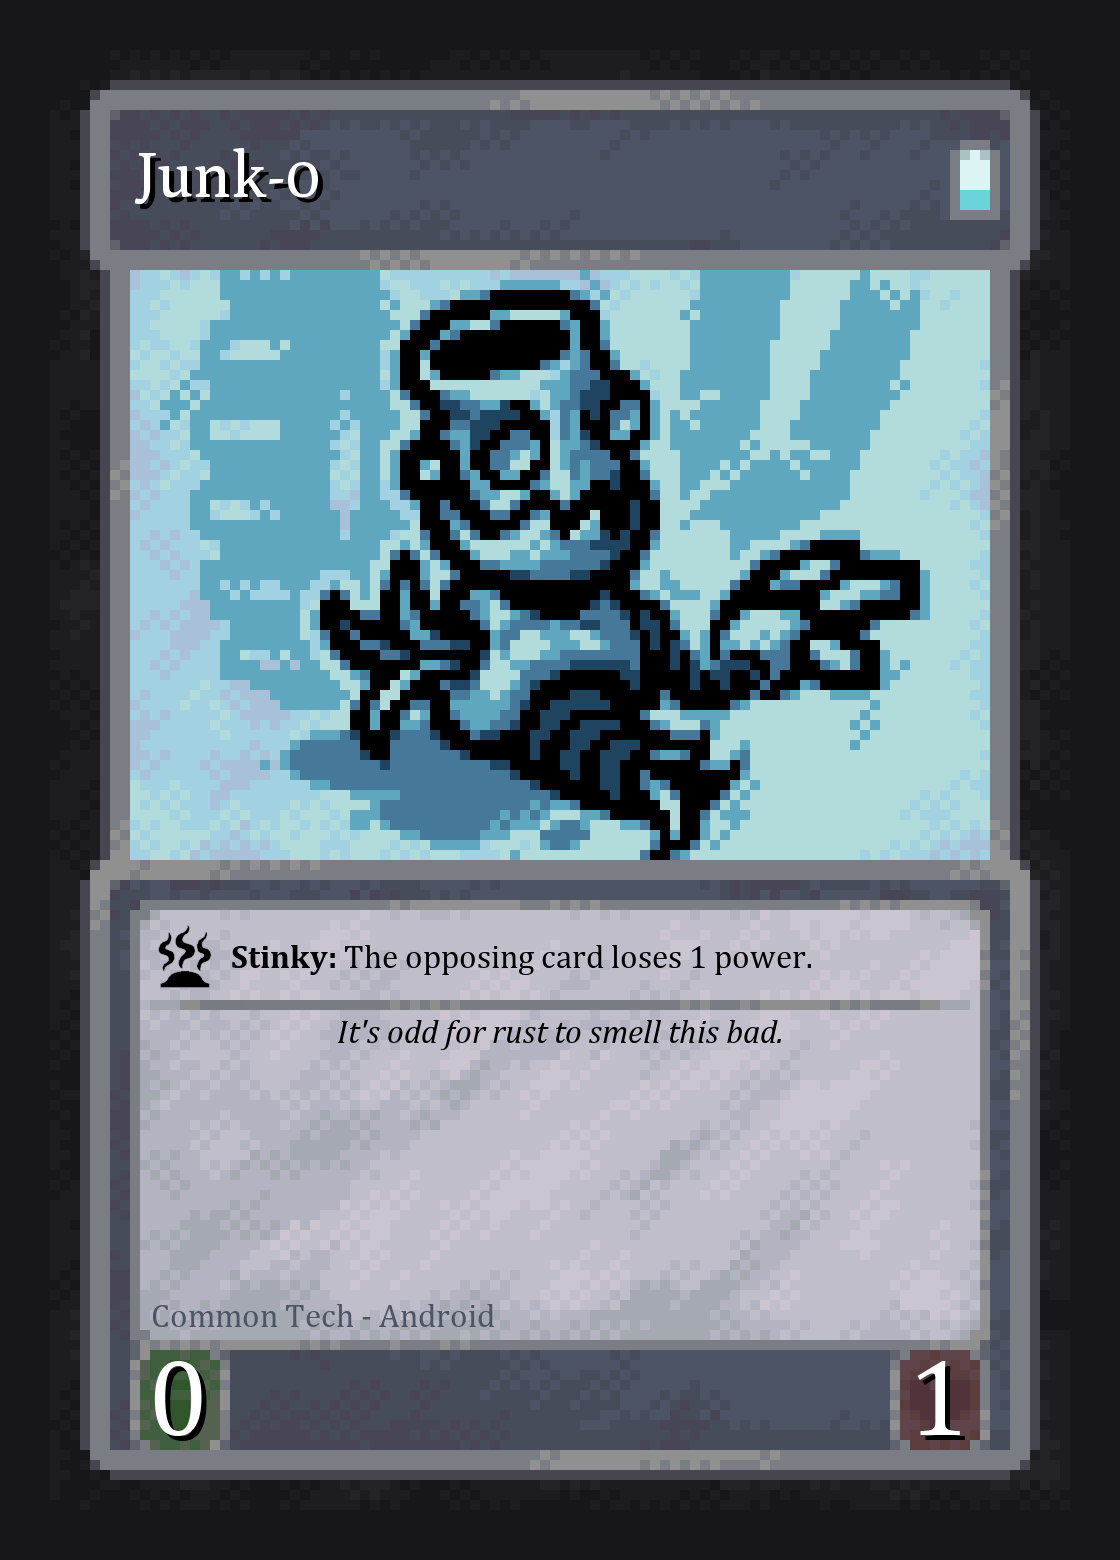 Junk-o
Stinky: The opposing card loses 1 power.
It's odd for rust to smell this bad.
Common Tech - Android
0
1